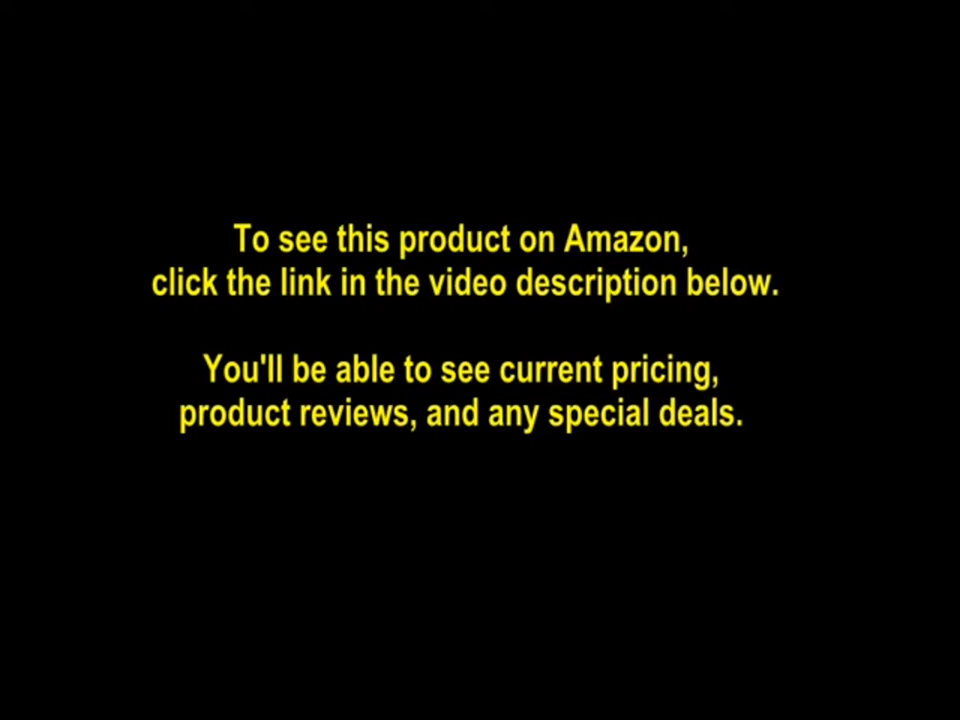 To see this product on Amazon,
click the link in the video description below.
You'll be able to see current pricing,
product reviews, and any special deals.